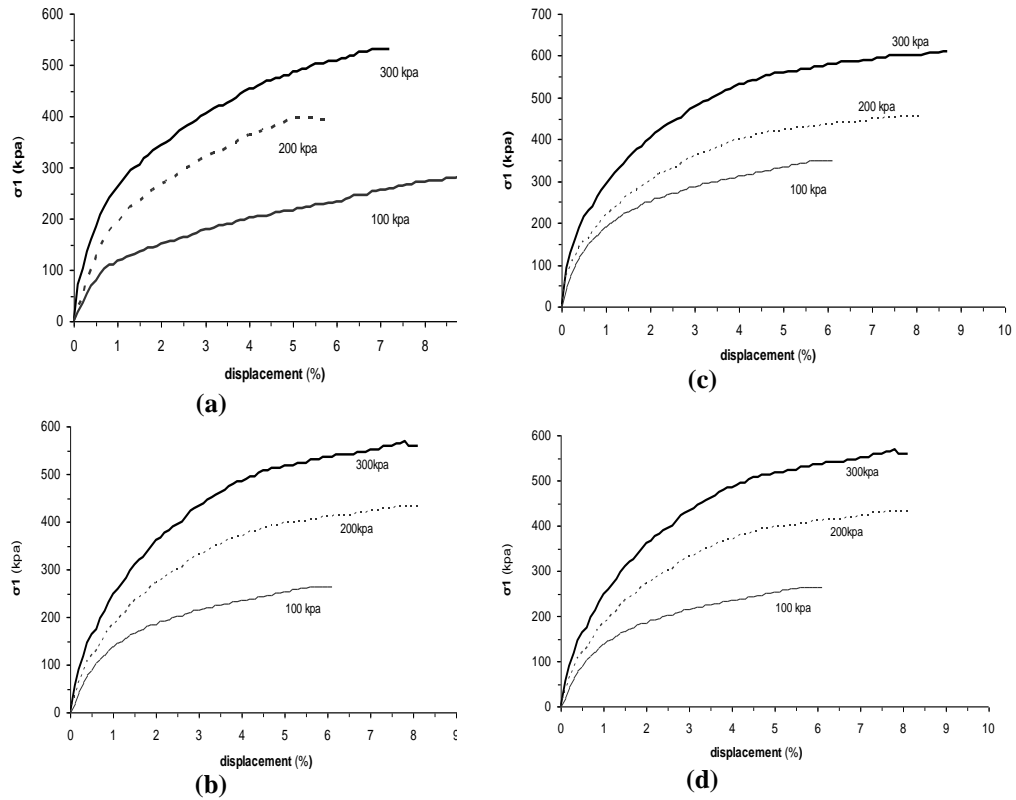 600
500
400
300
200
100
0
σ1 (kpa)
300 kpa
200 kpa
100 kpa
0 1 2 3 4 5 6 7 8
displacement (%)
(a)
700
600
500
400
300
200
100
0
σ1 (kpa)
300 kpa
200 kpa
100 kpa
0 1 2 3 4 5 6 7 8 9 10
displacement (%)
(c)
600
500
400
300
200
100
0
σ1 (kpa)
300kpa
200kpa
100 kpa
0 1 2 3 4 5 6 7 8 9
displacement (%)
(b)
600
500
400
300
200
100
0
σ1 (kpa)
300kpa
200kpa
100 kpa
0 1 2 3 4 5 6 7 8 9 10
displacement (%)
(d)